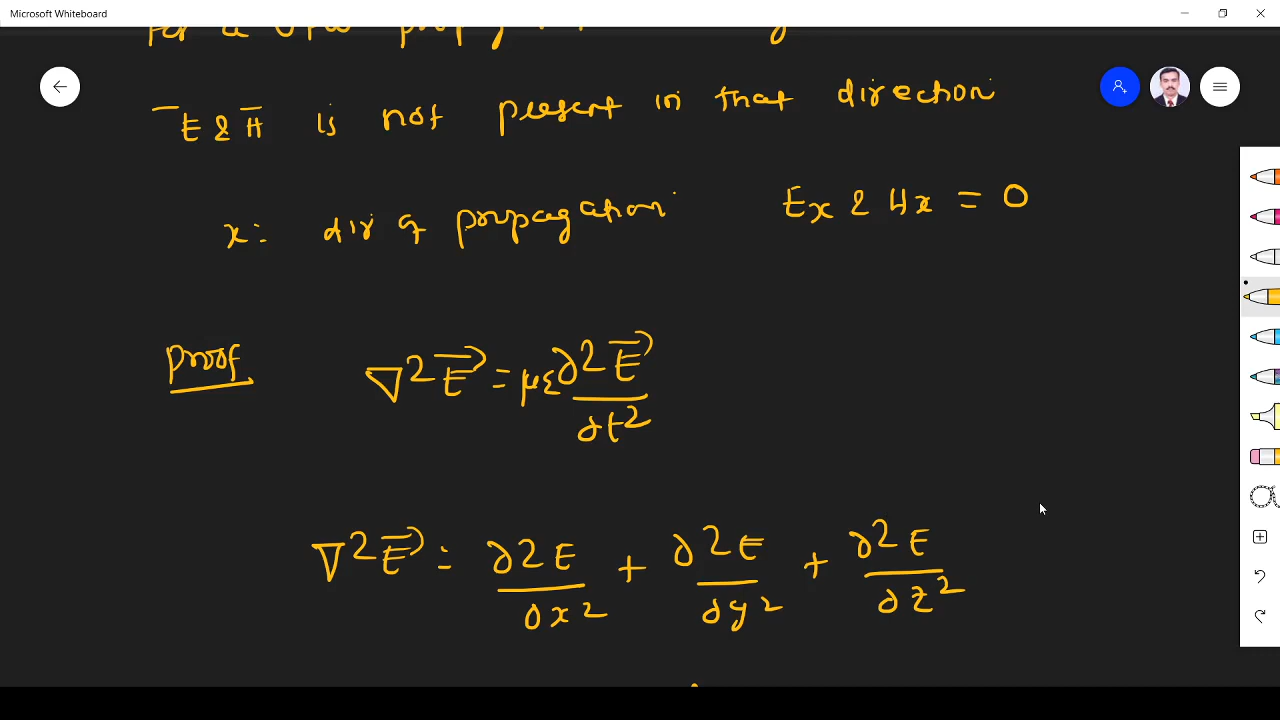 Microsoft Whiteboard
For a
E & H is not present in that direction
x: dir of propagation Ex & Hx = 0
Proof ∇2E = με ∂2E/∂t2
∇2E = ∂2E/∂x2 + ∂2E/∂y2 + ∂2E/∂z2